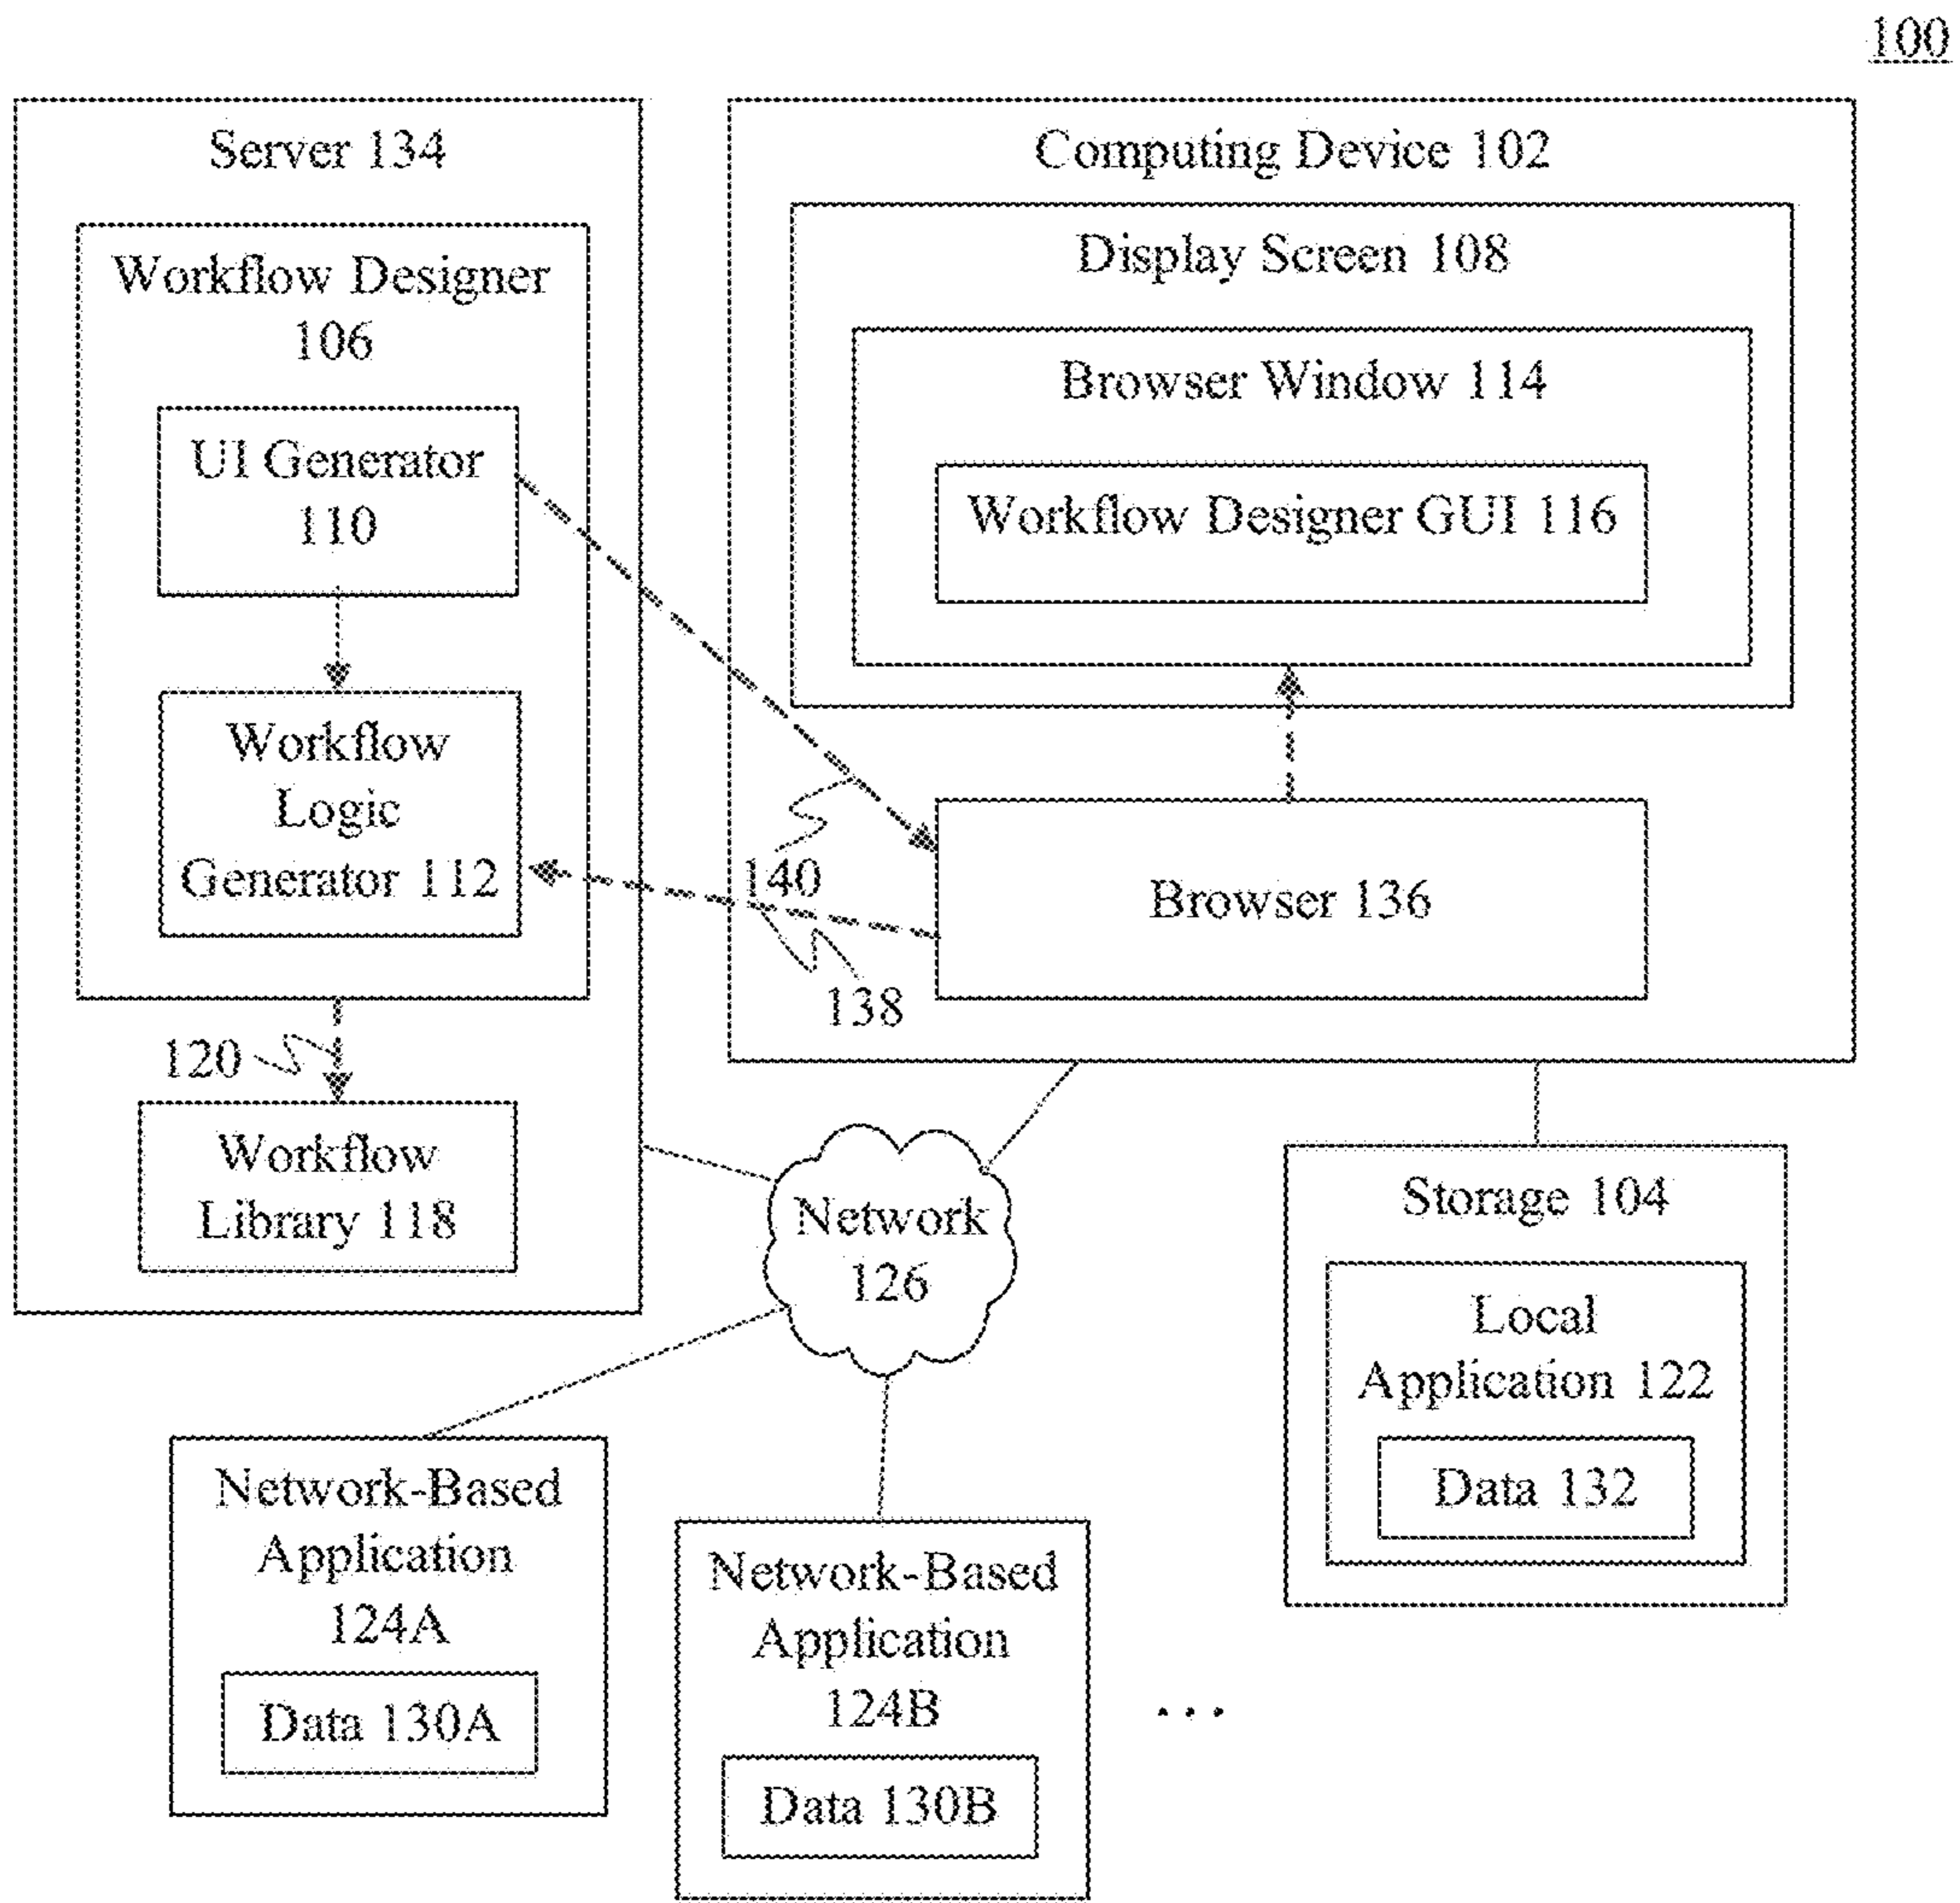 100
Server 134
Workflow Designer
106
UI Generator
110
Workflow
Logic
Generator 112
120
Workflow
Library 118
Computing Device 102
Display Screen 108
Browser Window 114
Workflow Designer GUI 116
140
Browser 136
138
Network
126
Storage 104
Local
Application 122
Data 132
Network-Based
Application
124A
Data 130A
Network-Based
Application
124B
Data 130B
...